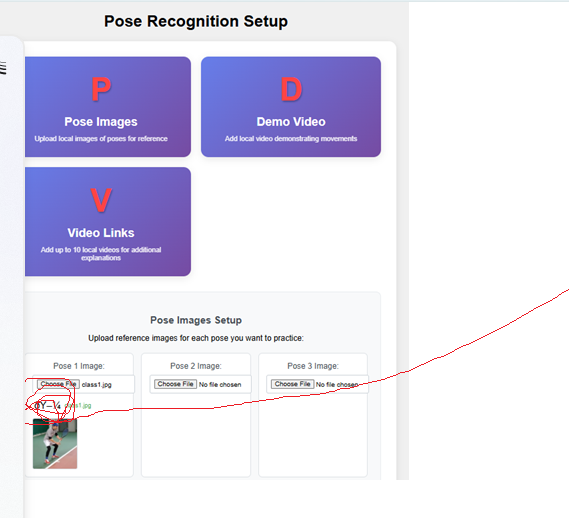 Pose Recognition Setup
P
Pose Images
Upload local images of poses for reference
D
Demo Video
Add local video demonstrating movements
V
Video Links
Add up to 10 local videos for additional
explanations
Pose Images Setup
Upload reference images for each pose you want to practice:
Pose 1 Image:
Choose File class1.jpg
class1.jpg
Pose 2 Image:
Choose File No file chosen
Pose 3 Image:
Choose File No file chosen